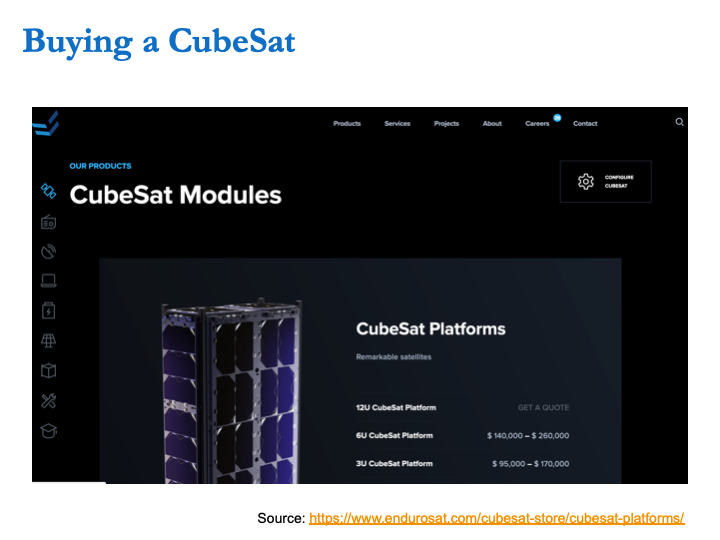 Buying a CubeSat
Products Services Projects About Careers 26 Contact
OUR PRODUCTS
CubeSat Modules
CONFIGURE
CUBESAT
CubeSat Platforms
Remarkable satellites
12U CubeSat Platform GET A QUOTE
6U CubeSat Platform $ 140,000 – $ 260,000
3U CubeSat Platform $ 95,000 – $ 170,000
Source: https://www.endurosat.com/cubesat-store/cubesat-platforms/